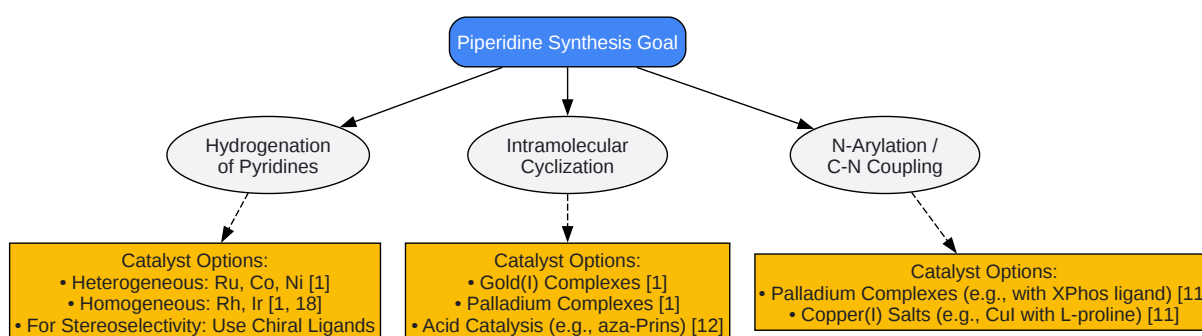 Piperidine Synthesis Goal
Hydrogenation
of Pyridines
Intramolecular
Cyclization
N-Arylation /
C-N Coupling
Catalyst Options:
• Heterogeneous: Ru, Co, Ni [1]
• Homogeneous: Rh, Ir [1, 18]
• For Stereoselectivity: Use Chiral Ligands
Catalyst Options:
• Gold(I) Complexes [1]
• Palladium Complexes [1]
• Acid Catalysis (e.g., aza-Prins) [12]
Catalyst Options:
• Palladium Complexes (e.g., with XPhos ligand) [11
• Copper(I) Salts (e.g., CuI with L-proline) [11]